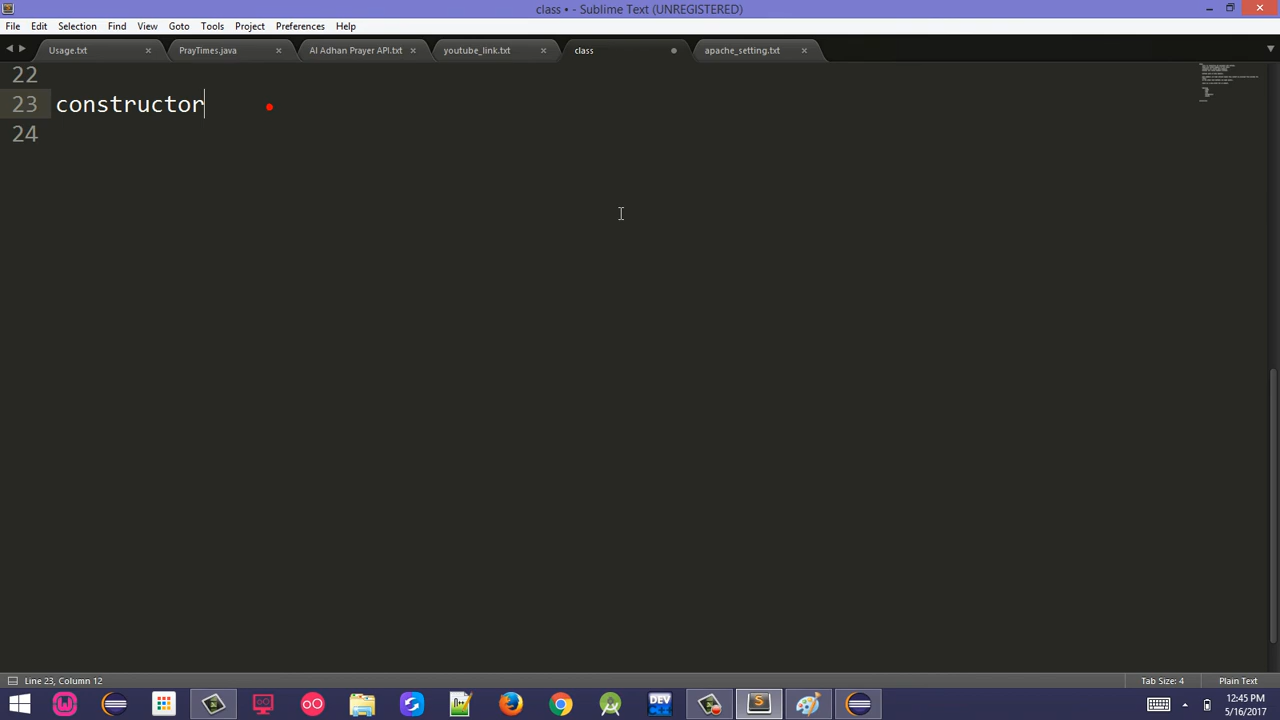 class • - Sublime Text (UNREGISTERED)
File Edit Selection Find View Goto Tools Project Preferences Help
Usage.txt PrayTimes.java Al Adhan Prayer API.txt youtube_link.txt class apache_setting.txt
22
23 constructor
24
Line 23, Column 12 Tab Size: 4 Plain Text
DEV
12:45 PM
5/16/2017